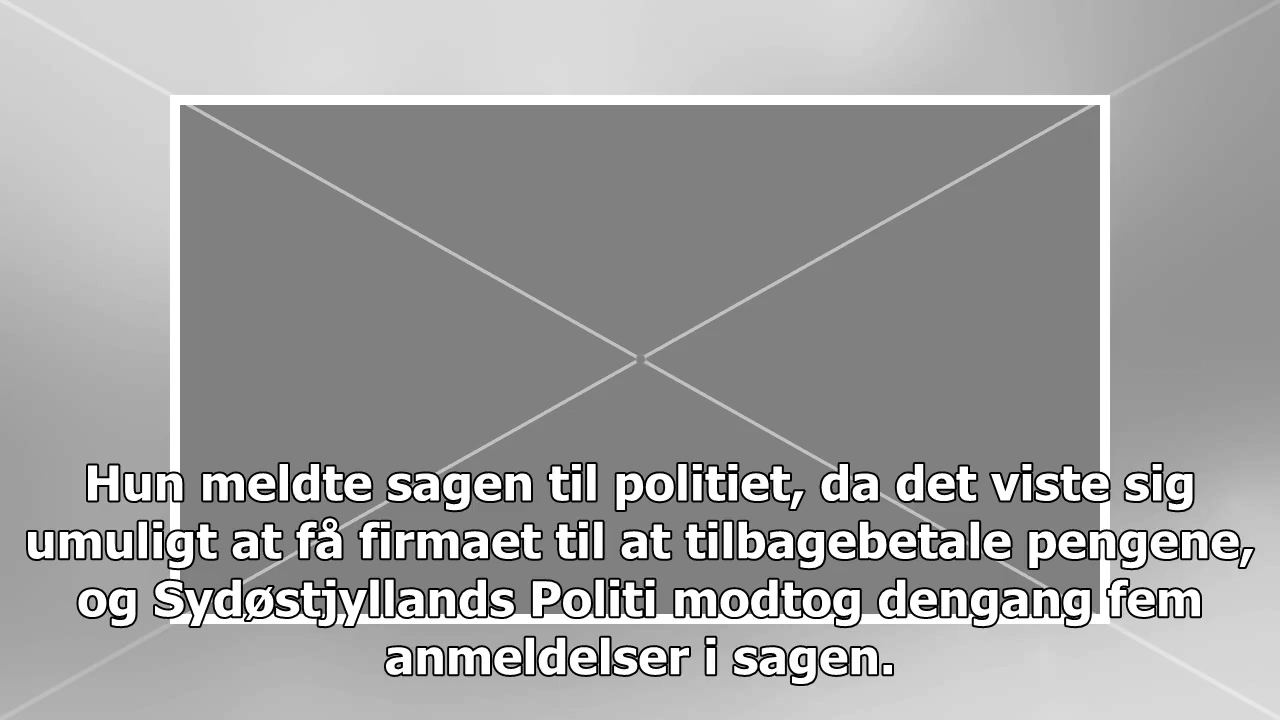 Hun meldte sagen til politiet, da det viste sig
umuligt at få firmaet til at tilbagebetale pengene,
og Sydøstjyllands Politi modtog dengang fem
anmeldelser i sagen.